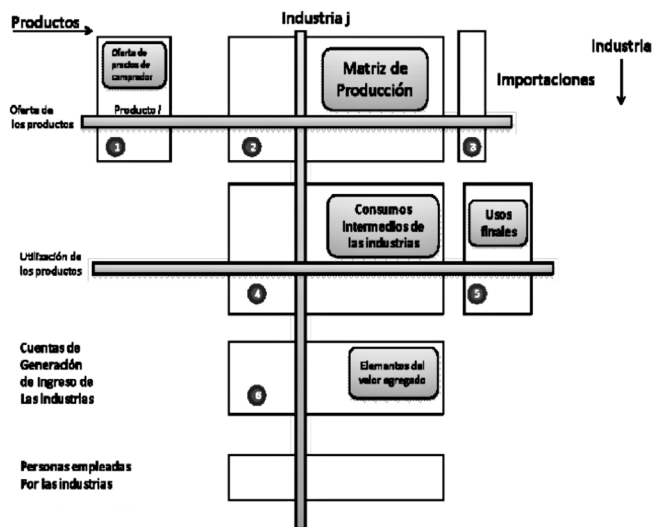 Productos
Industria j
Industria
Oferta de
precios de
comprador
Matriz de
Producción
Importaciones
Oferta de
los productos
Producto i
1
2
3
Consumos
Intermedios de
las industrias
Usos
finales
Utilización de
los productos
4
5
Cuentas de
Generación
de Ingreso de
Las Industrias
Elementos del
valor agregado
6
Personas empleadas
Por las industrias